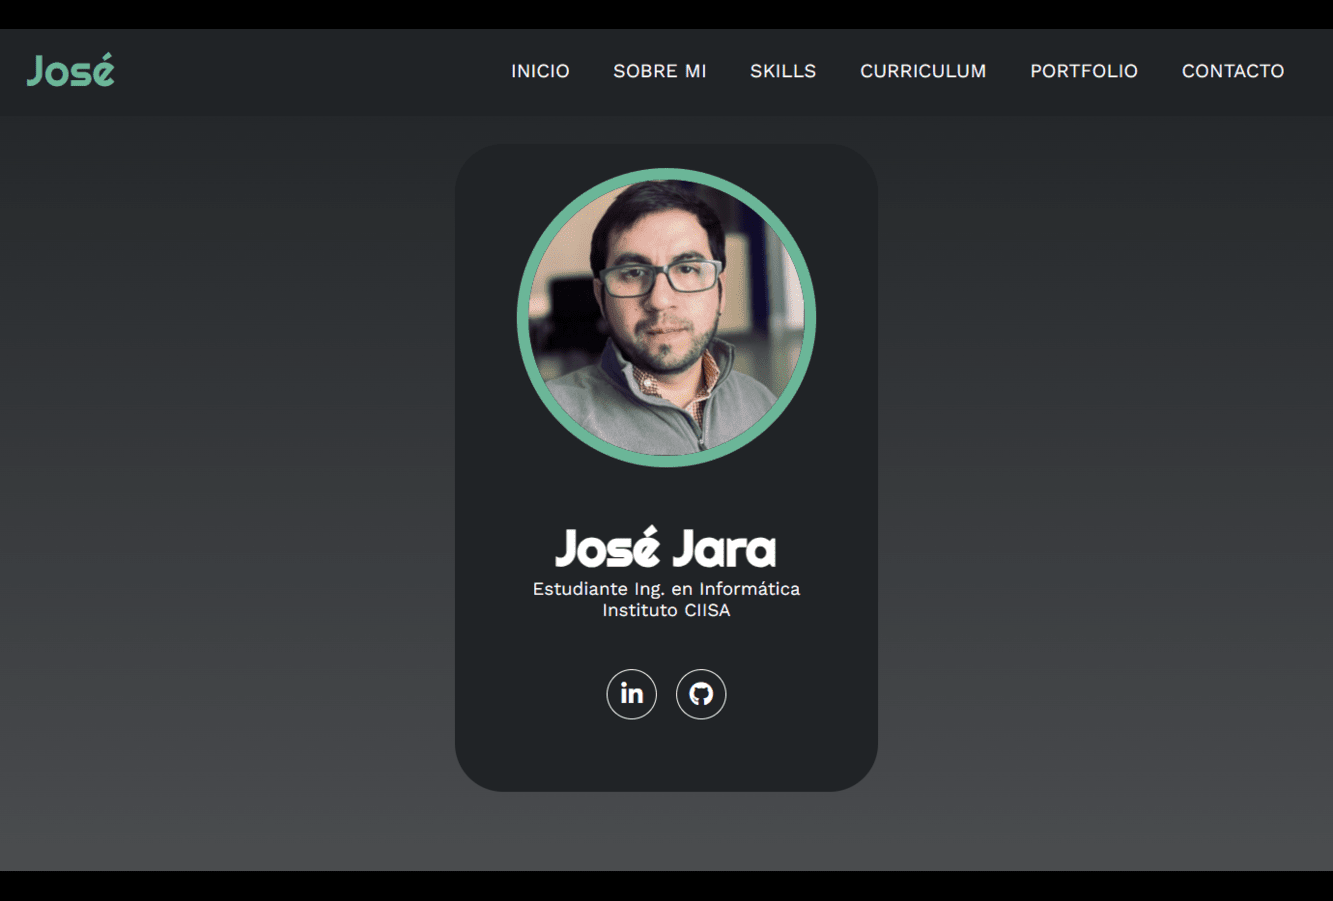 José
INICIO SOBRE MI SKILLS CURRICULUM PORTFOLIO CONTACTO
José Jara
Estudiante Ing. en Informática
Instituto CIISA
in